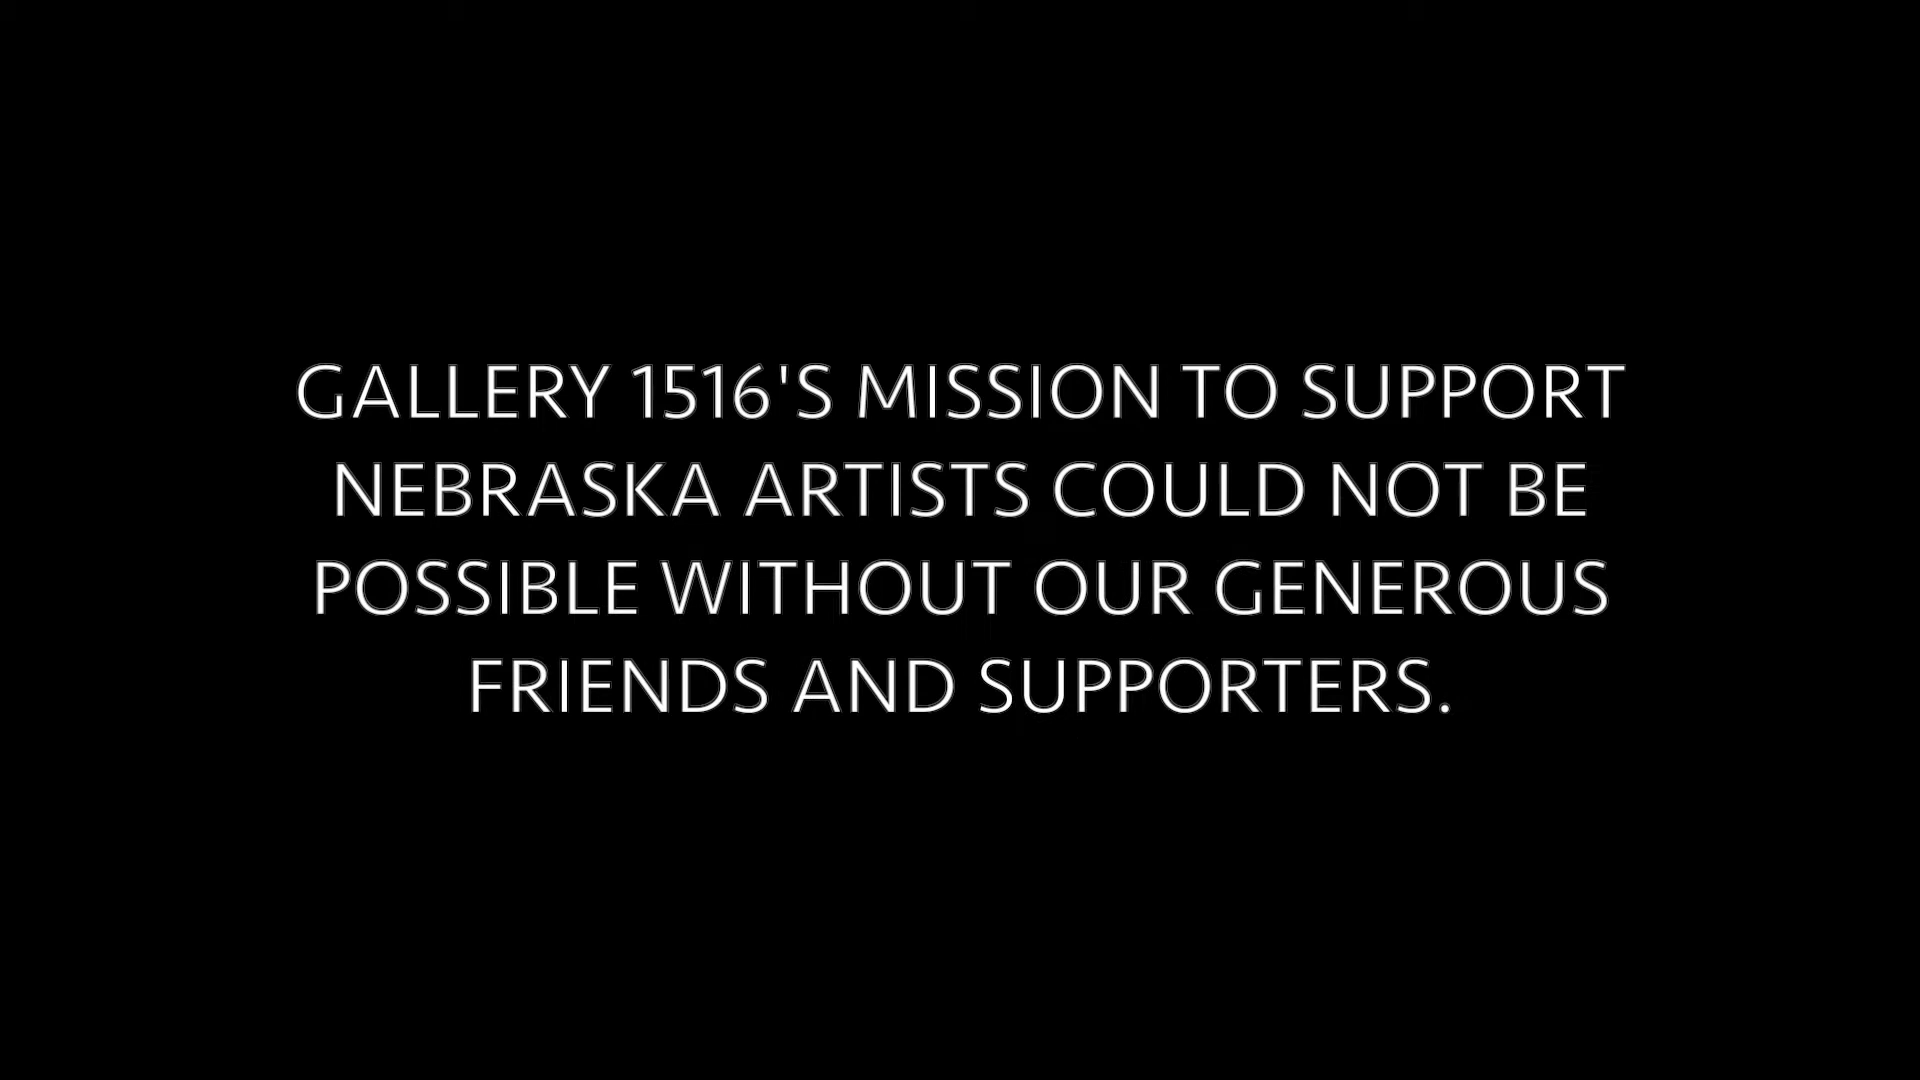 GALLERY 1516'S MISSION TO SUPPORT
NEBRASKA ARTISTS COULD NOT BE
POSSIBLE WITHOUT OUR GENEROUS
FRIENDS AND SUPPORTERS.